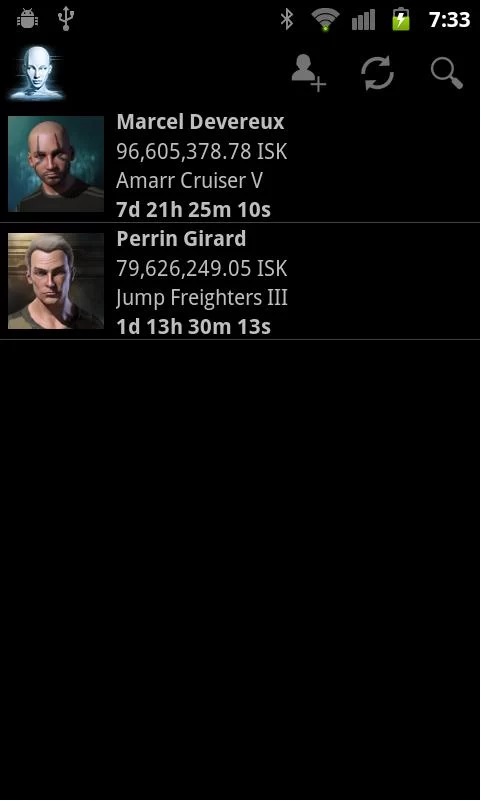 7:33
Marcel Devereux
96,605,378.78 ISK
Amarr Cruiser V
7d 21h 25m 10s
Perrin Girard
79,626,249.05 ISK
Jump Freighters III
1d 13h 30m 13s